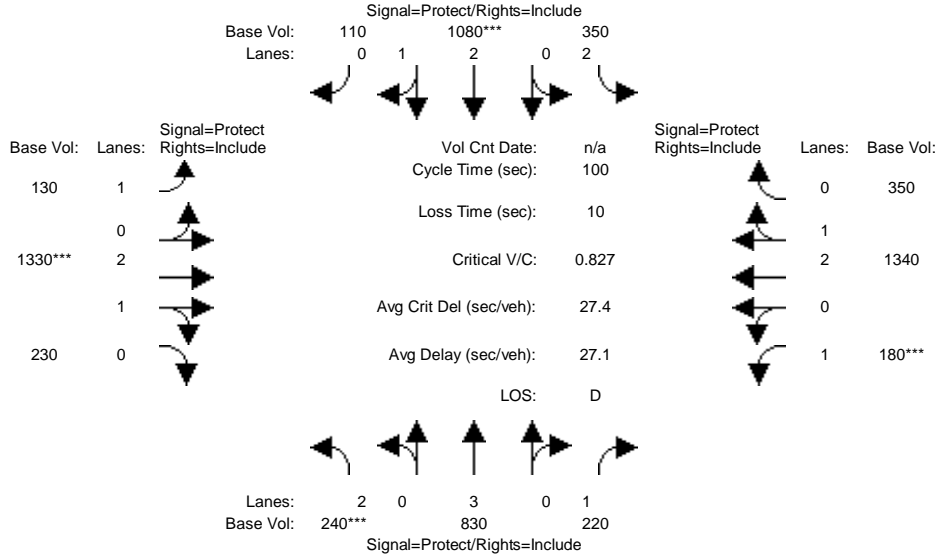 Signal=Protect/Rights=Include
Base Vol: 110 1080*** 350
Lanes: 0 1 2 0 2
Signal=Protect
Base Vol: Lanes: Rights=Include
Vol Cnt Date: n/a
Signal=Protect
Rights=Include Lanes: Base Vol:
Cycle Time (sec): 100
130 1
0 350
Loss Time (sec): 10
0
1
1330*** 2
Critical V/C: 0.827
2 1340
1
Avg Crit Del (sec/veh): 27.4
0
230 0
Avg Delay (sec/veh): 27.1
1 180***
LOS: D
Lanes: 2 0 3 0 1
Base Vol: 240*** 830 220
Signal=Protect/Rights=Include